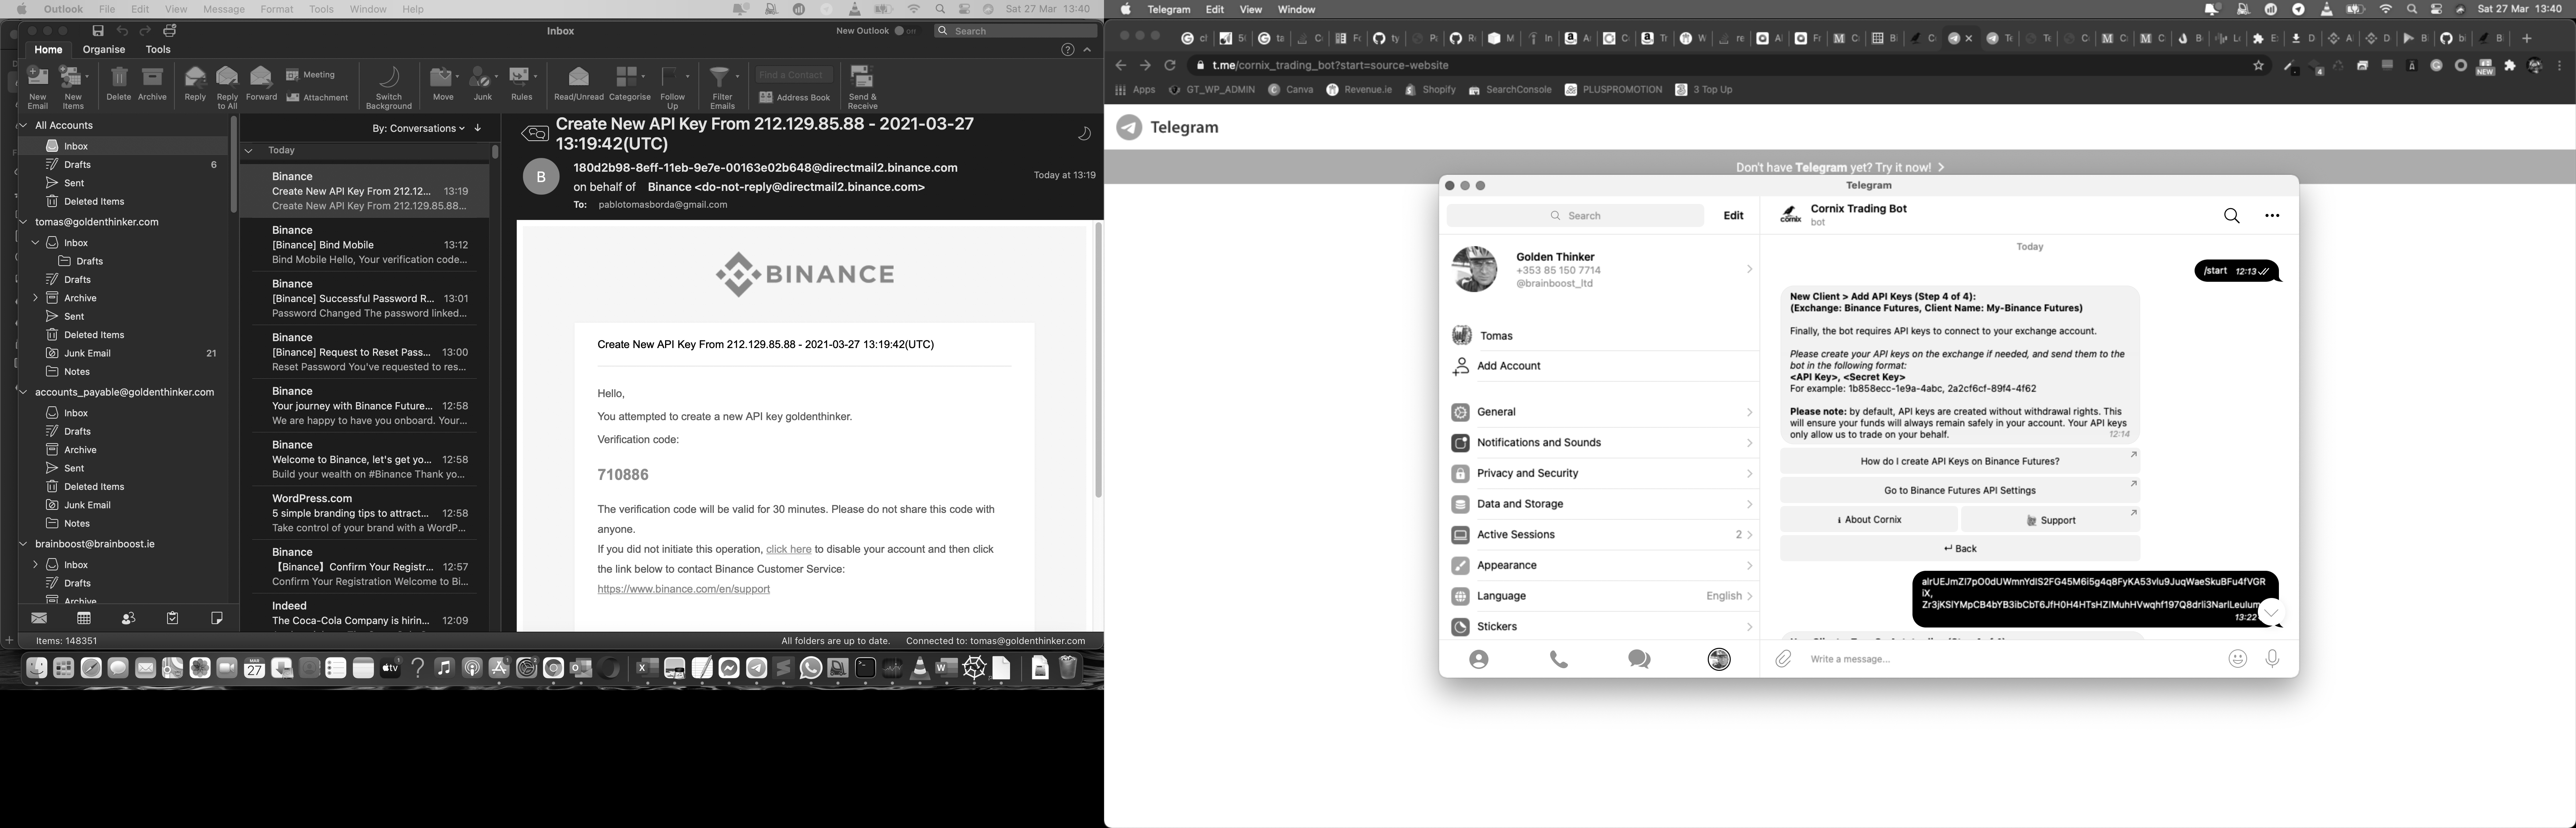 Outlook File Edit View Message Format Tools Window Help
Sat 27 Mar 13:40
Inbox
New Outlook
Search
Home Organise Tools
New Email
New Items
Delete
Archive
Reply
Reply to All
Forward
Meeting
Attachment
Switch Background
Move
Junk
Rules
Read/Unread
Categorise
Follow Up
Filter Emails
Find a Contact
Address Book
Send & Receive
All Accounts
Inbox
Drafts 6
Sent
Deleted Items
tomas@goldenthinker.com
Inbox
Drafts
Drafts
Archive
Sent
Deleted Items
Junk Email 21
Notes
accounts_payable@goldenthinker.com
Inbox
Drafts
Archive
Sent
Deleted Items
Junk Email
Notes
brainboost@brainboost.ie
Inbox
Drafts
Archive
Items: 148351
By: Conversations
Today
Binance
Create New API Key From 212.12... 13:19
Create New API Key From 212.129.85.88...
Binance
[Binance] Bind Mobile 13:12
Bind Mobile Hello, Your verification code...
Binance
[Binance] Successful Password R... 13:01
Password Changed The password linked...
Binance
[Binance] Request to Reset Pass... 13:00
Reset Password You've requested to res...
Binance
Your journey with Binance Future... 12:58
We are happy to have you onboard. Your...
Binance
Welcome to Binance, let's get yo... 12:58
Build your wealth on #Binance Thank yo...
WordPress.com
5 simple branding tips to attract... 12:58
Take control of your brand with a WordP...
Binance
【Binance】Confirm Your Registr... 12:57
Confirm Your Registration Welcome to Bi...
Indeed
The Coca-Cola Company is hirin... 12:09
Create New API Key From 212.129.85.88 - 2021-03-27
13:19:42(UTC)
B
180d2b98-8eff-11eb-9e7e-00163e02b648@directmail2.binance.com
on behalf of Binance <do-not-reply@directmail2.binance.com>
Today at 13:19
To: pablotomasborda@gmail.com
BINANCE
Create New API Key From 212.129.85.88 - 2021-03-27 13:19:42(UTC)
Hello,
You attempted to create a new API key goldenthinker.
Verification code:
710886
The verification code will be valid for 30 minutes. Please do not share this code with
anyone.
If you did not initiate this operation, click here to disable your account and then click
the link below to contact Binance Customer Service:
https://www.binance.com/en/support
All folders are up to date. Connected to: tomas@goldenthinker.com
Telegram Edit View Window
Sat 27 Mar 13:40
t.me/cornix_trading_bot?start=source-website
Apps GT_WP_ADMIN Canva Revenue.ie Shopify SearchConsole PLUSPROMOTION 3 Top Up
Telegram
Don't have Telegram yet? Try it now!
Telegram
Search
Edit
Golden Thinker
+353 85 150 7714
@brainboost_ltd
Tomas
Add Account
General
Notifications and Sounds
Privacy and Security
Data and Storage
Active Sessions 2
Appearance
Language English
Stickers
Cornix Trading Bot
bot
Today
/start 12:13
New Client > Add API Keys (Step 4 of 4):
(Exchange: Binance Futures, Client Name: My-Binance Futures)
Finally, the bot requires API keys to connect to your exchange account.
Please create your API keys on the exchange if needed, and send them to the
bot in the following format:
<API Key>, <Secret Key>
For example: 1b858ecc-1e9a-4abc, 2a2cf6cf-89f4-4f62
Please note: by default, API keys are created without withdrawal rights. This
will ensure your funds will always remain safely in your account. Your API keys
only allow us to trade on your behalf. 12:14
How do I create API Keys on Binance Futures?
Go to Binance Futures API Settings
About Cornix
Support
Back
13:22
Write a message...